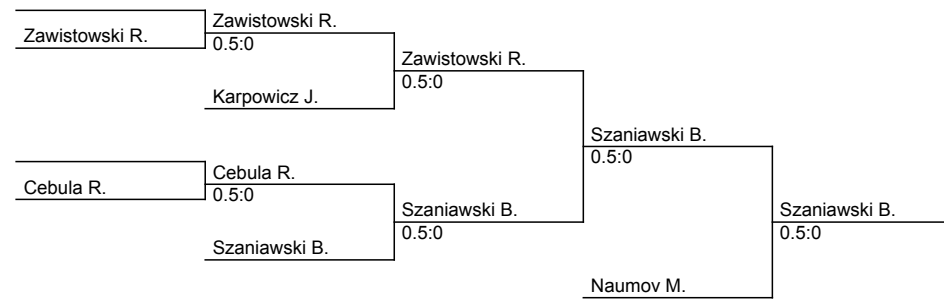 Zawistowski R.
Zawistowski R.
0.5:0
Karpowicz J.
Zawistowski R.
0.5:0
Cebula R.
Cebula R.
0.5:0
Szaniawski B.
Szaniawski B.
0.5:0
Szaniawski B.
0.5:0
Naumov M.
Szaniawski B.
0.5:0